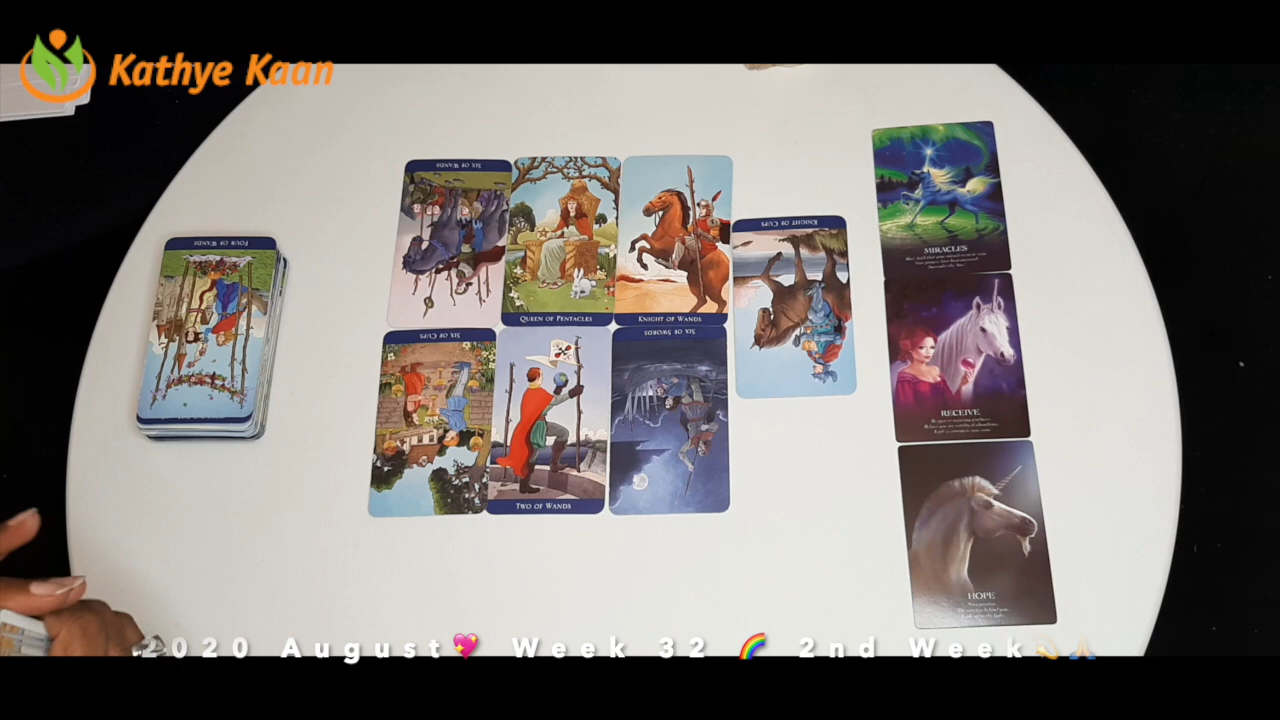 Kathye Kaan
SIX OF WANDS
QUEEN OF PENTACLES
KNIGHT OF WANDS
KNIGHT OF CUPS
FOUR OF WANDS
SIX OF CUPS
TWO OF WANDS
SIX OF SWORDS
MIRACLES
RECEIVE
HOPE
2020 August💖 Week 32 🌈 2nd Week💫🙏